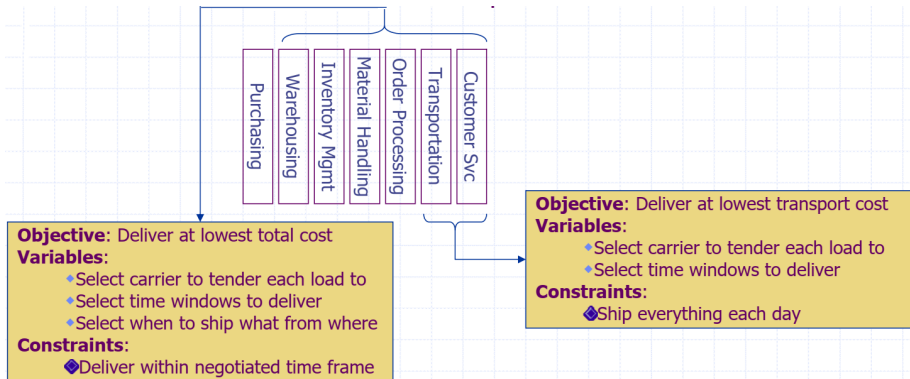 Purchasing
Warehousing
Inventory Mgmt
Material Handling
Order Processing
Transportation
Customer Svc
Objective: Deliver at lowest total cost
Variables:
Select carrier to tender each load to
Select time windows to deliver
Select when to ship what from where
Constraints:
Deliver within negotiated time frame
Objective: Deliver at lowest transport cost
Variables:
Select carrier to tender each load to
Select time windows to deliver
Constraints:
Ship everything each day